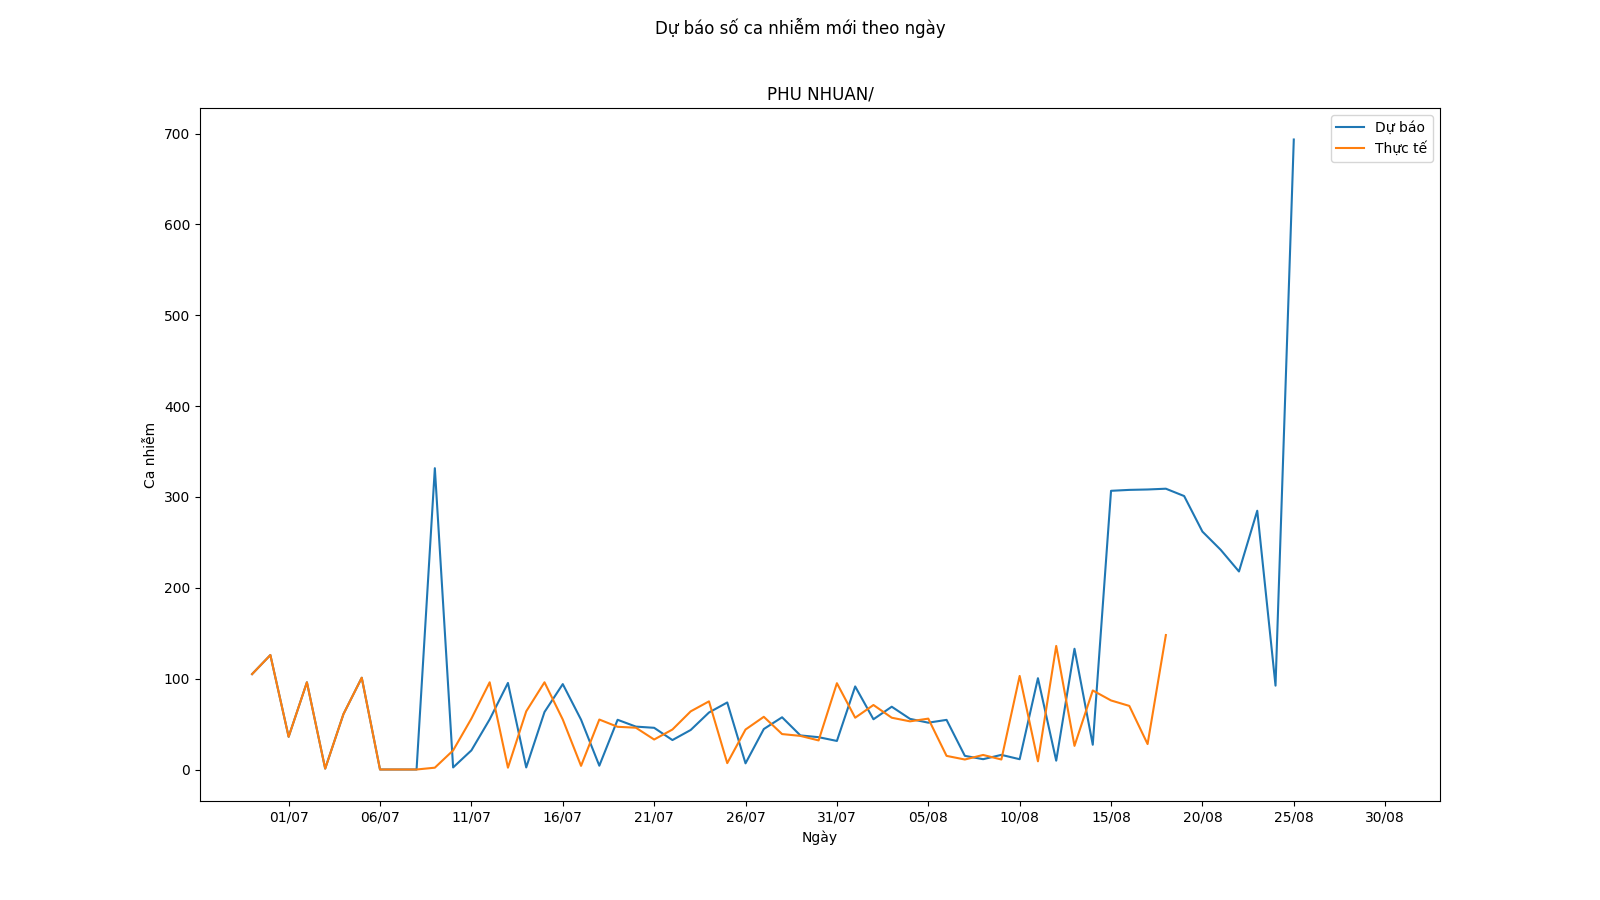 Dự báo số ca nhiễm mới theo ngày
PHU NHUAN/
Dự báo
Thực tế
700
600
500
400
300
200
100
0
Ca nhiễm
01/07 06/07 11/07 16/07 21/07 26/07 31/07 05/08 10/08 15/08 20/08 25/08 30/08
Ngày